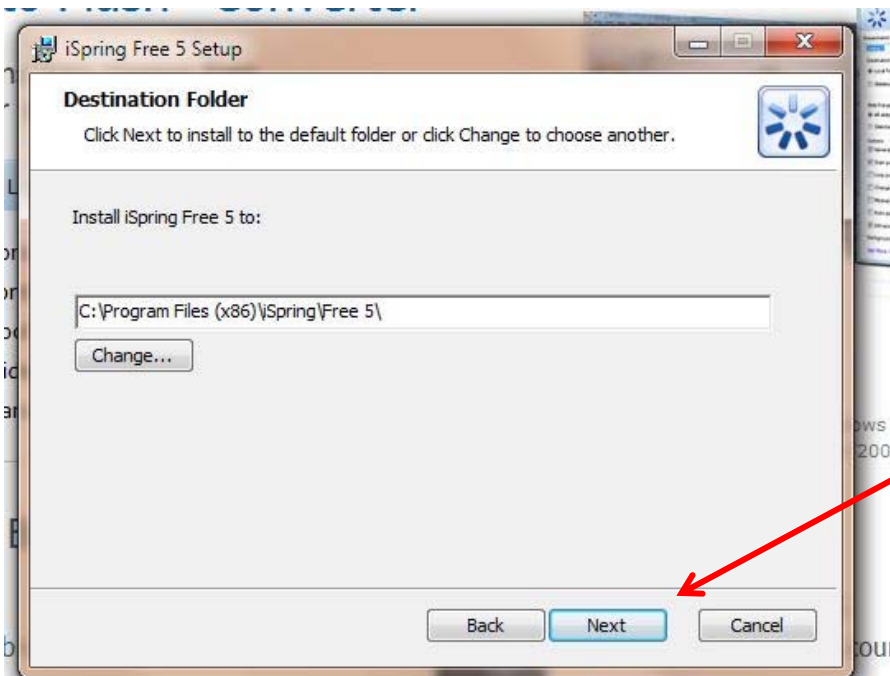 iSpring Free 5 Setup
Destination Folder
Click Next to install to the default folder or click Change to choose another.
Install iSpring Free 5 to:
C:\Program Files (x86)\iSpring\Free 5\
Change...
Back Next Cancel